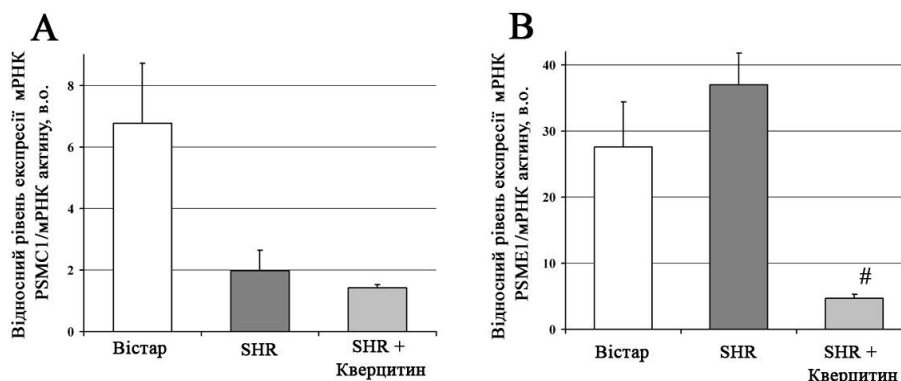 A
Відносний рівень експресії мРНК
PSMC1/мРНК актину, в.о.
8
6
4
2
0
Вістар
SHR
SHR +
Кверцитин
B
Відносний рівень експресії мРНК
PSME1/мРНК актину, в.о.
40
30
20
10
0
#
Вістар
SHR
SHR +
Кверцитин